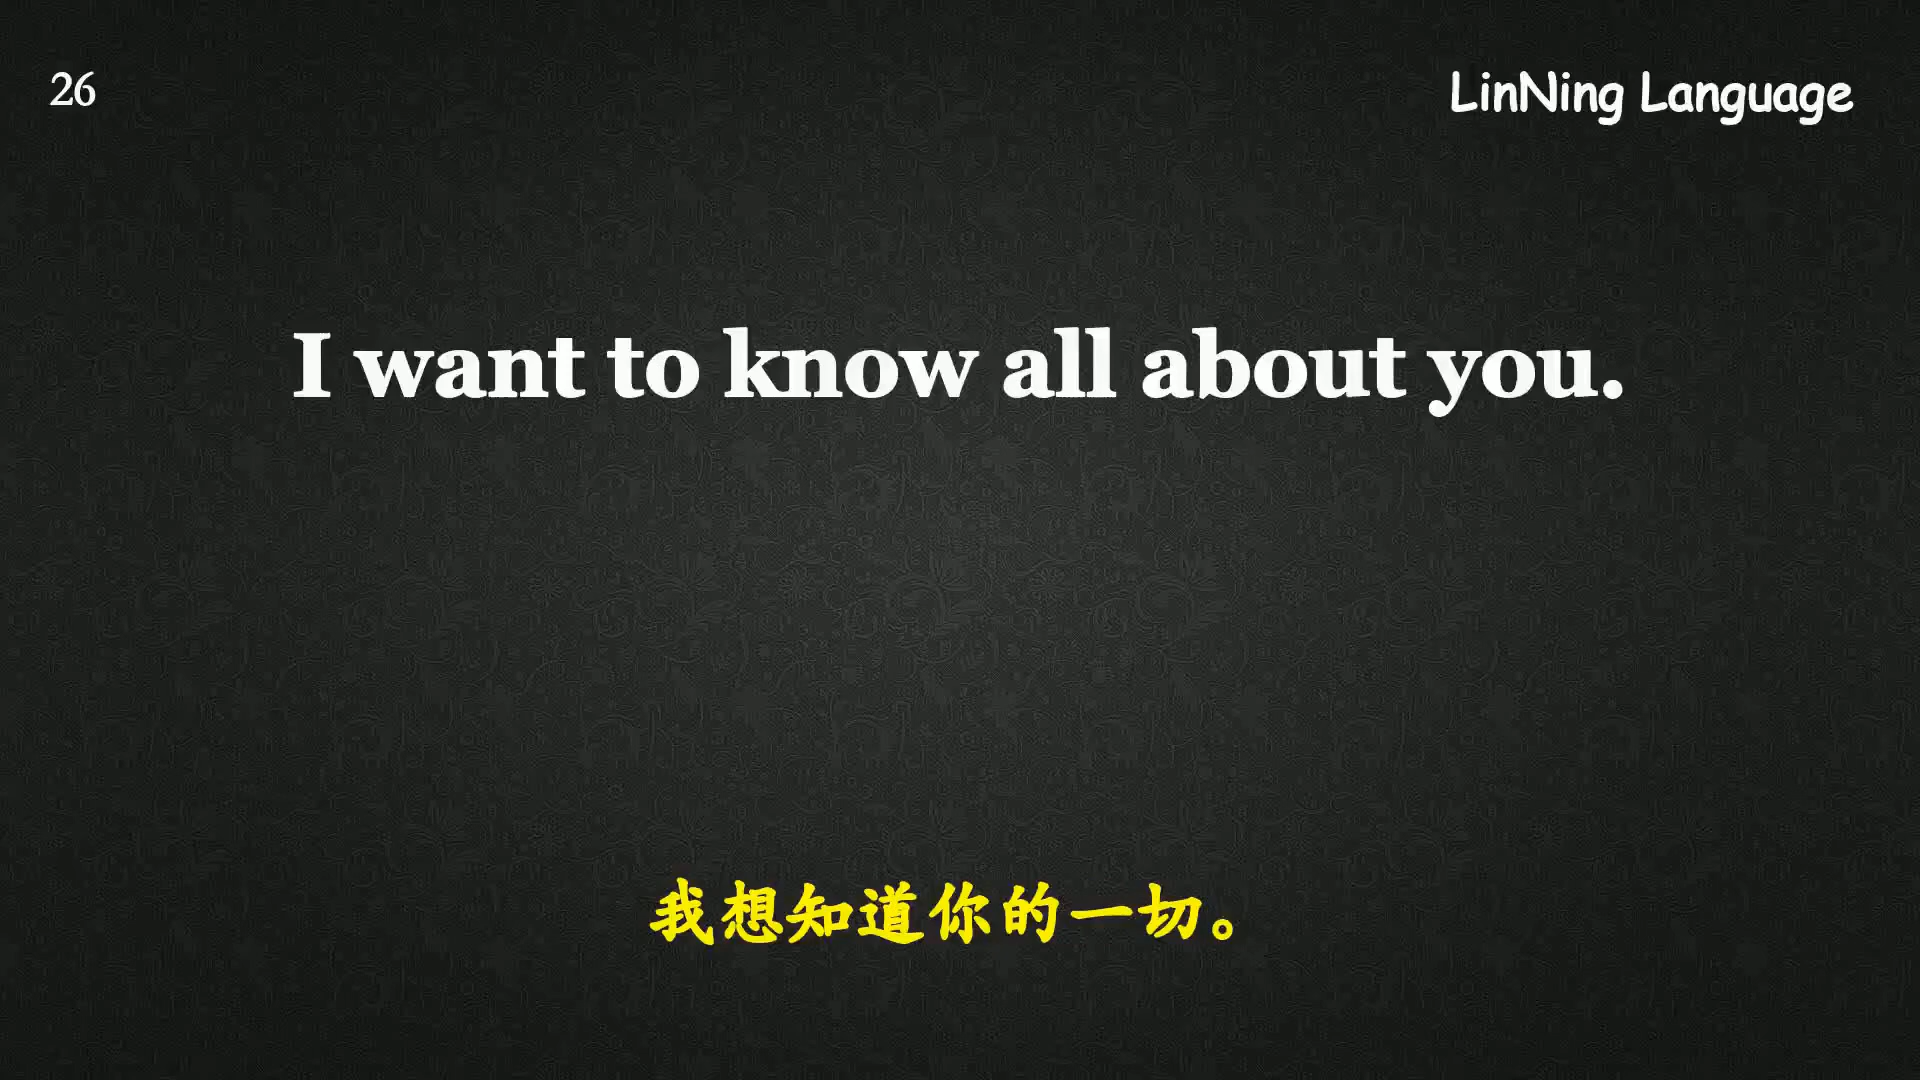 26
LinNing Language
I want to know all about you.
我想知道你的一切。